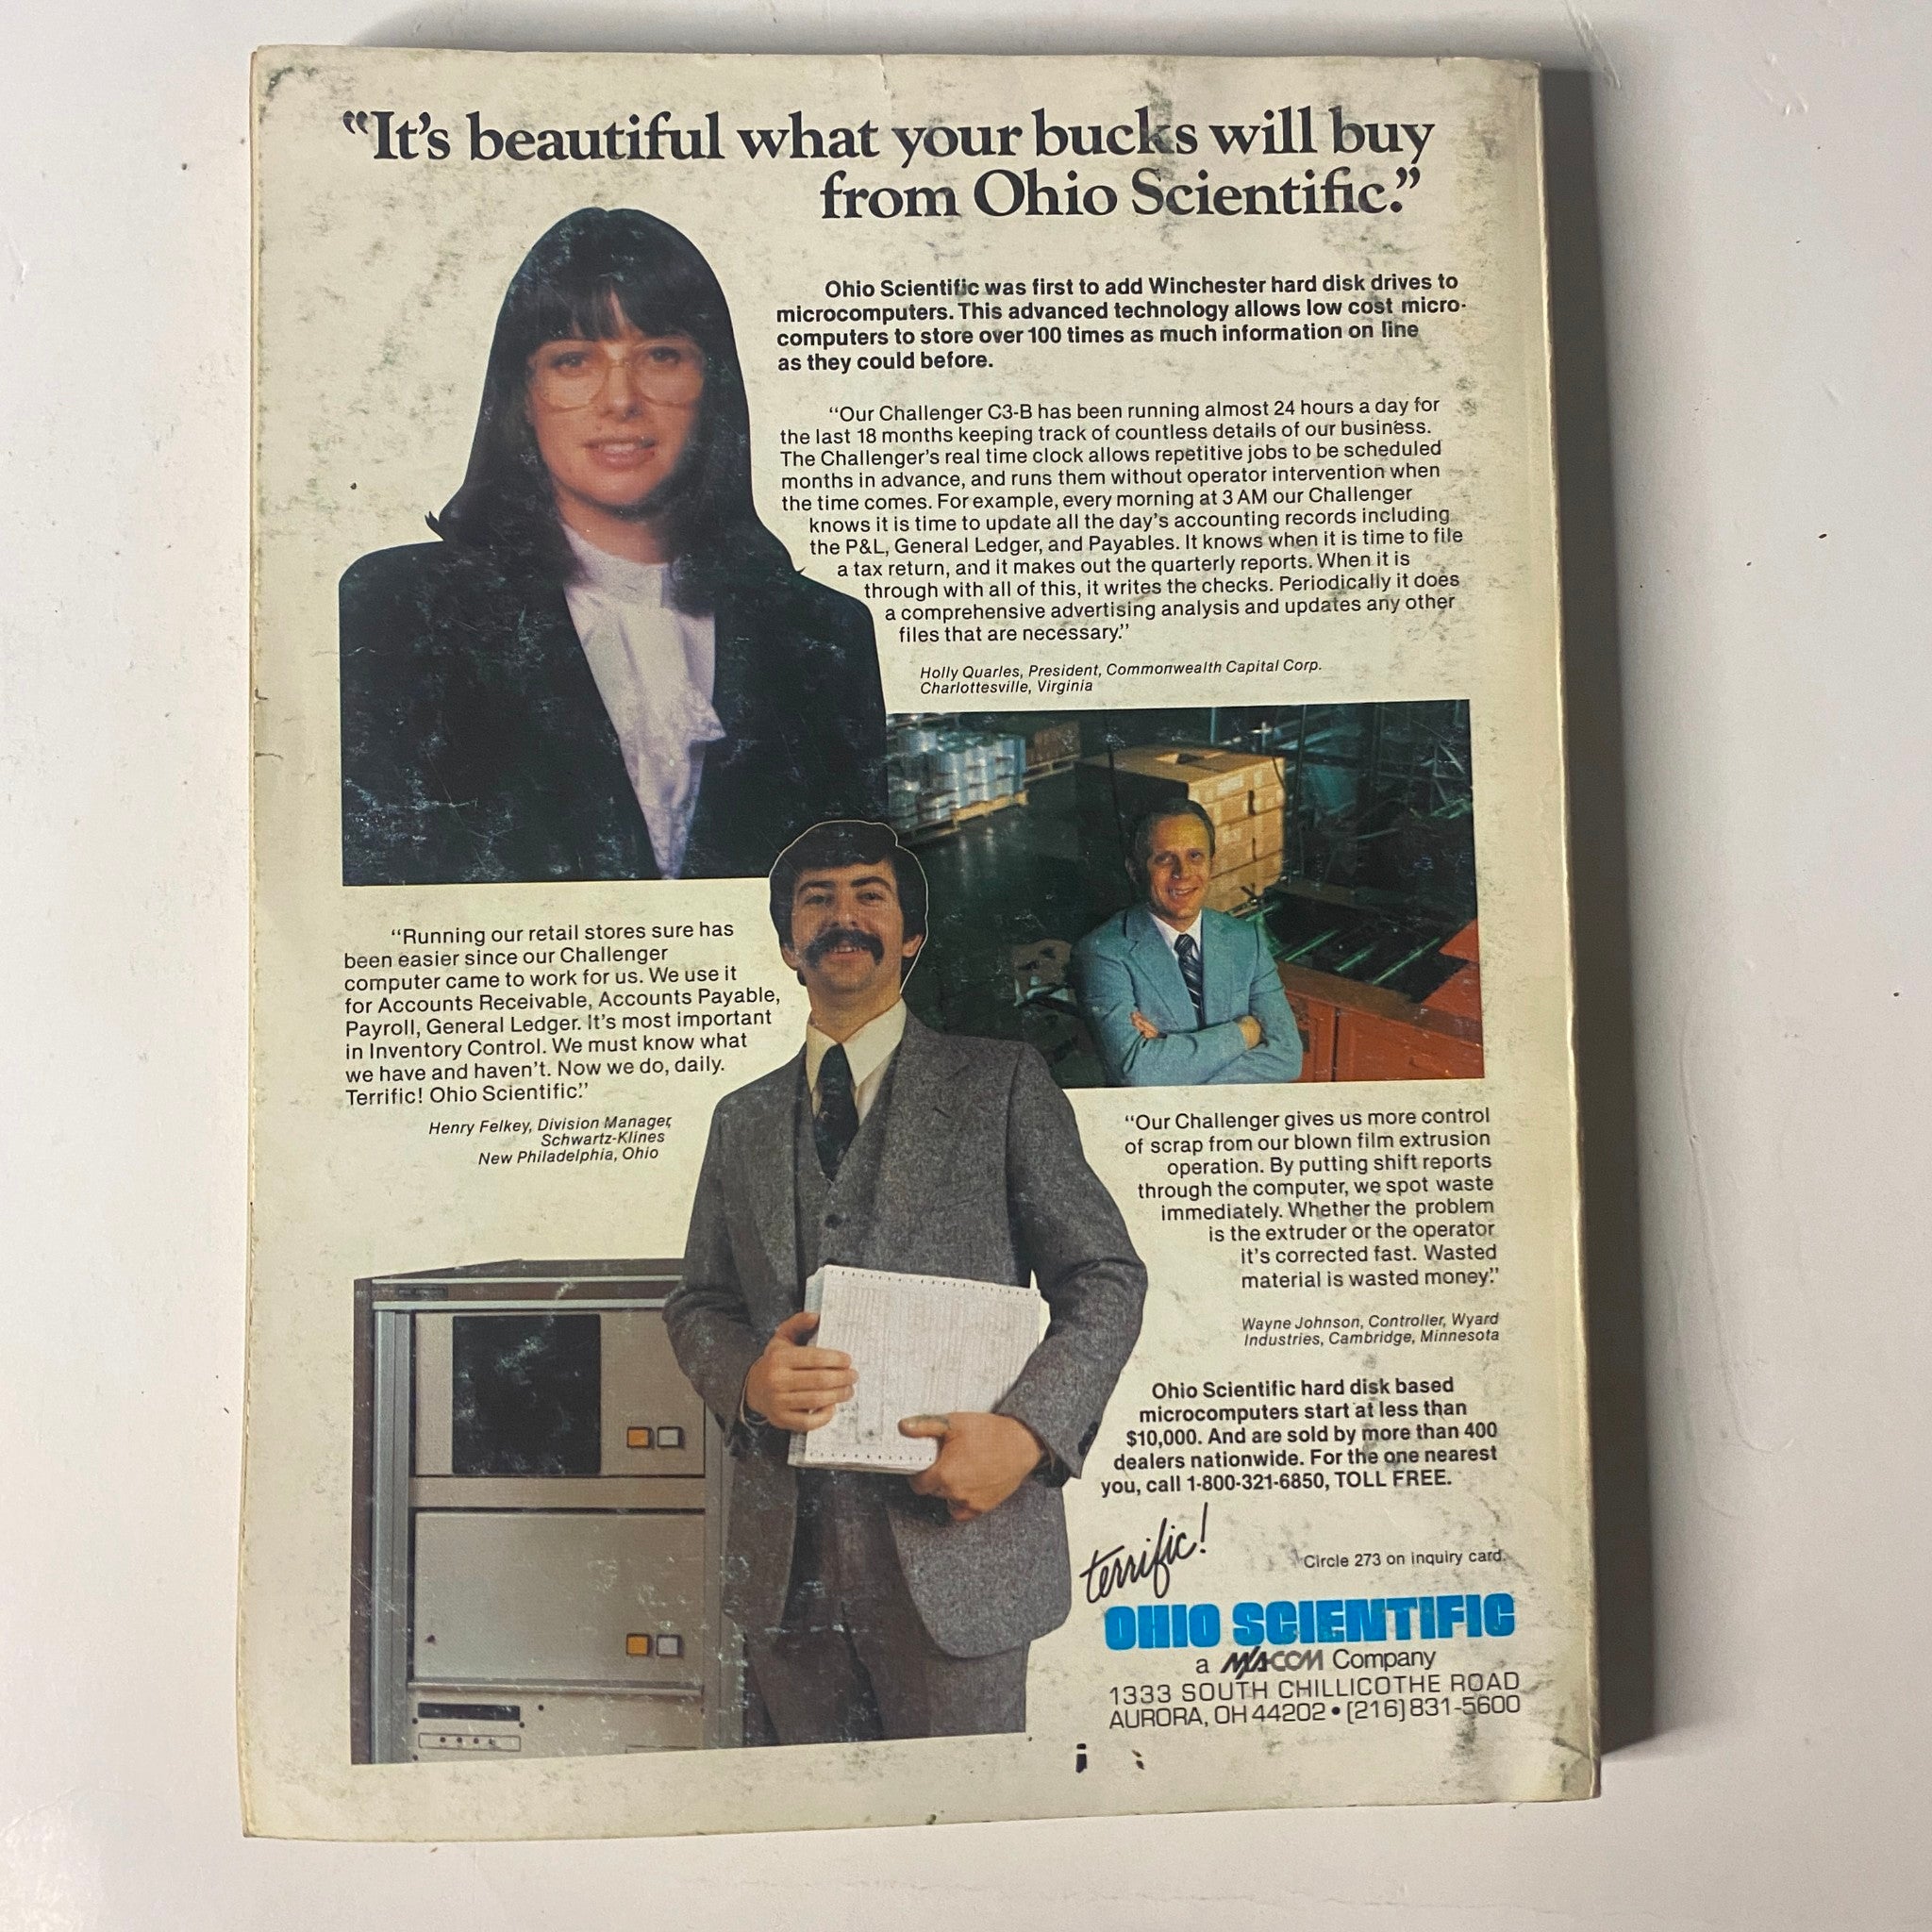 “It's beautiful what your bucks will buy
from Ohio Scientific.”
Ohio Scientific was first to add Winchester hard disk drives to
microcomputers. This advanced technology allows low cost micro-
computers to store over 100 times as much information on line
as they could before.
“Our Challenger C3-B has been running almost 24 hours a day for
the last 18 months keeping track of countless details of our business.
The Challenger's real time clock allows repetitive jobs to be scheduled
months in advance, and runs them without operator intervention when
the time comes. For example, every morning at 3 AM our Challenger
knows it is time to update all the day's accounting records including
the P&L, General Ledger, and Payables. It knows when it is time to file
a tax return, and it makes out the quarterly reports. When it is
through with all of this, it writes the checks. Periodically it does
a comprehensive advertising analysis and updates any other
files that are necessary.”
Holly Quarles, President, Commonwealth Capital Corp.
Charlottesville, Virginia
“Running our retail stores sure has
been easier since our Challenger
computer came to work for us. We use it
for Accounts Receivable, Accounts Payable,
Payroll, General Ledger. It's most important
in Inventory Control. We must know what
we have and haven't. Now we do, daily.
Terrific! Ohio Scientific.”
Henry Felkey, Division Manager,
Schwartz-Klines
New Philadelphia, Ohio
“Our Challenger gives us more control
of scrap from our blown film extrusion
operation. By putting shift reports
through the computer, we spot waste
immediately. Whether the problem
is the extruder or the operator
it's corrected fast. Wasted
material is wasted money.”
Wayne Johnson, Controller, Wyard
Industries, Cambridge, Minnesota
Ohio Scientific hard disk based
microcomputers start at less than
$10,000. And are sold by more than 400
dealers nationwide. For the one nearest
you, call 1-800-321-6850, TOLL FREE.
terrific!
Circle 273 on inquiry card.
OHIO SCIENTIFIC
a M/A-COM Company
1333 SOUTH CHILLICOTHE ROAD
AURORA, OH 44202 • (216) 831-5600